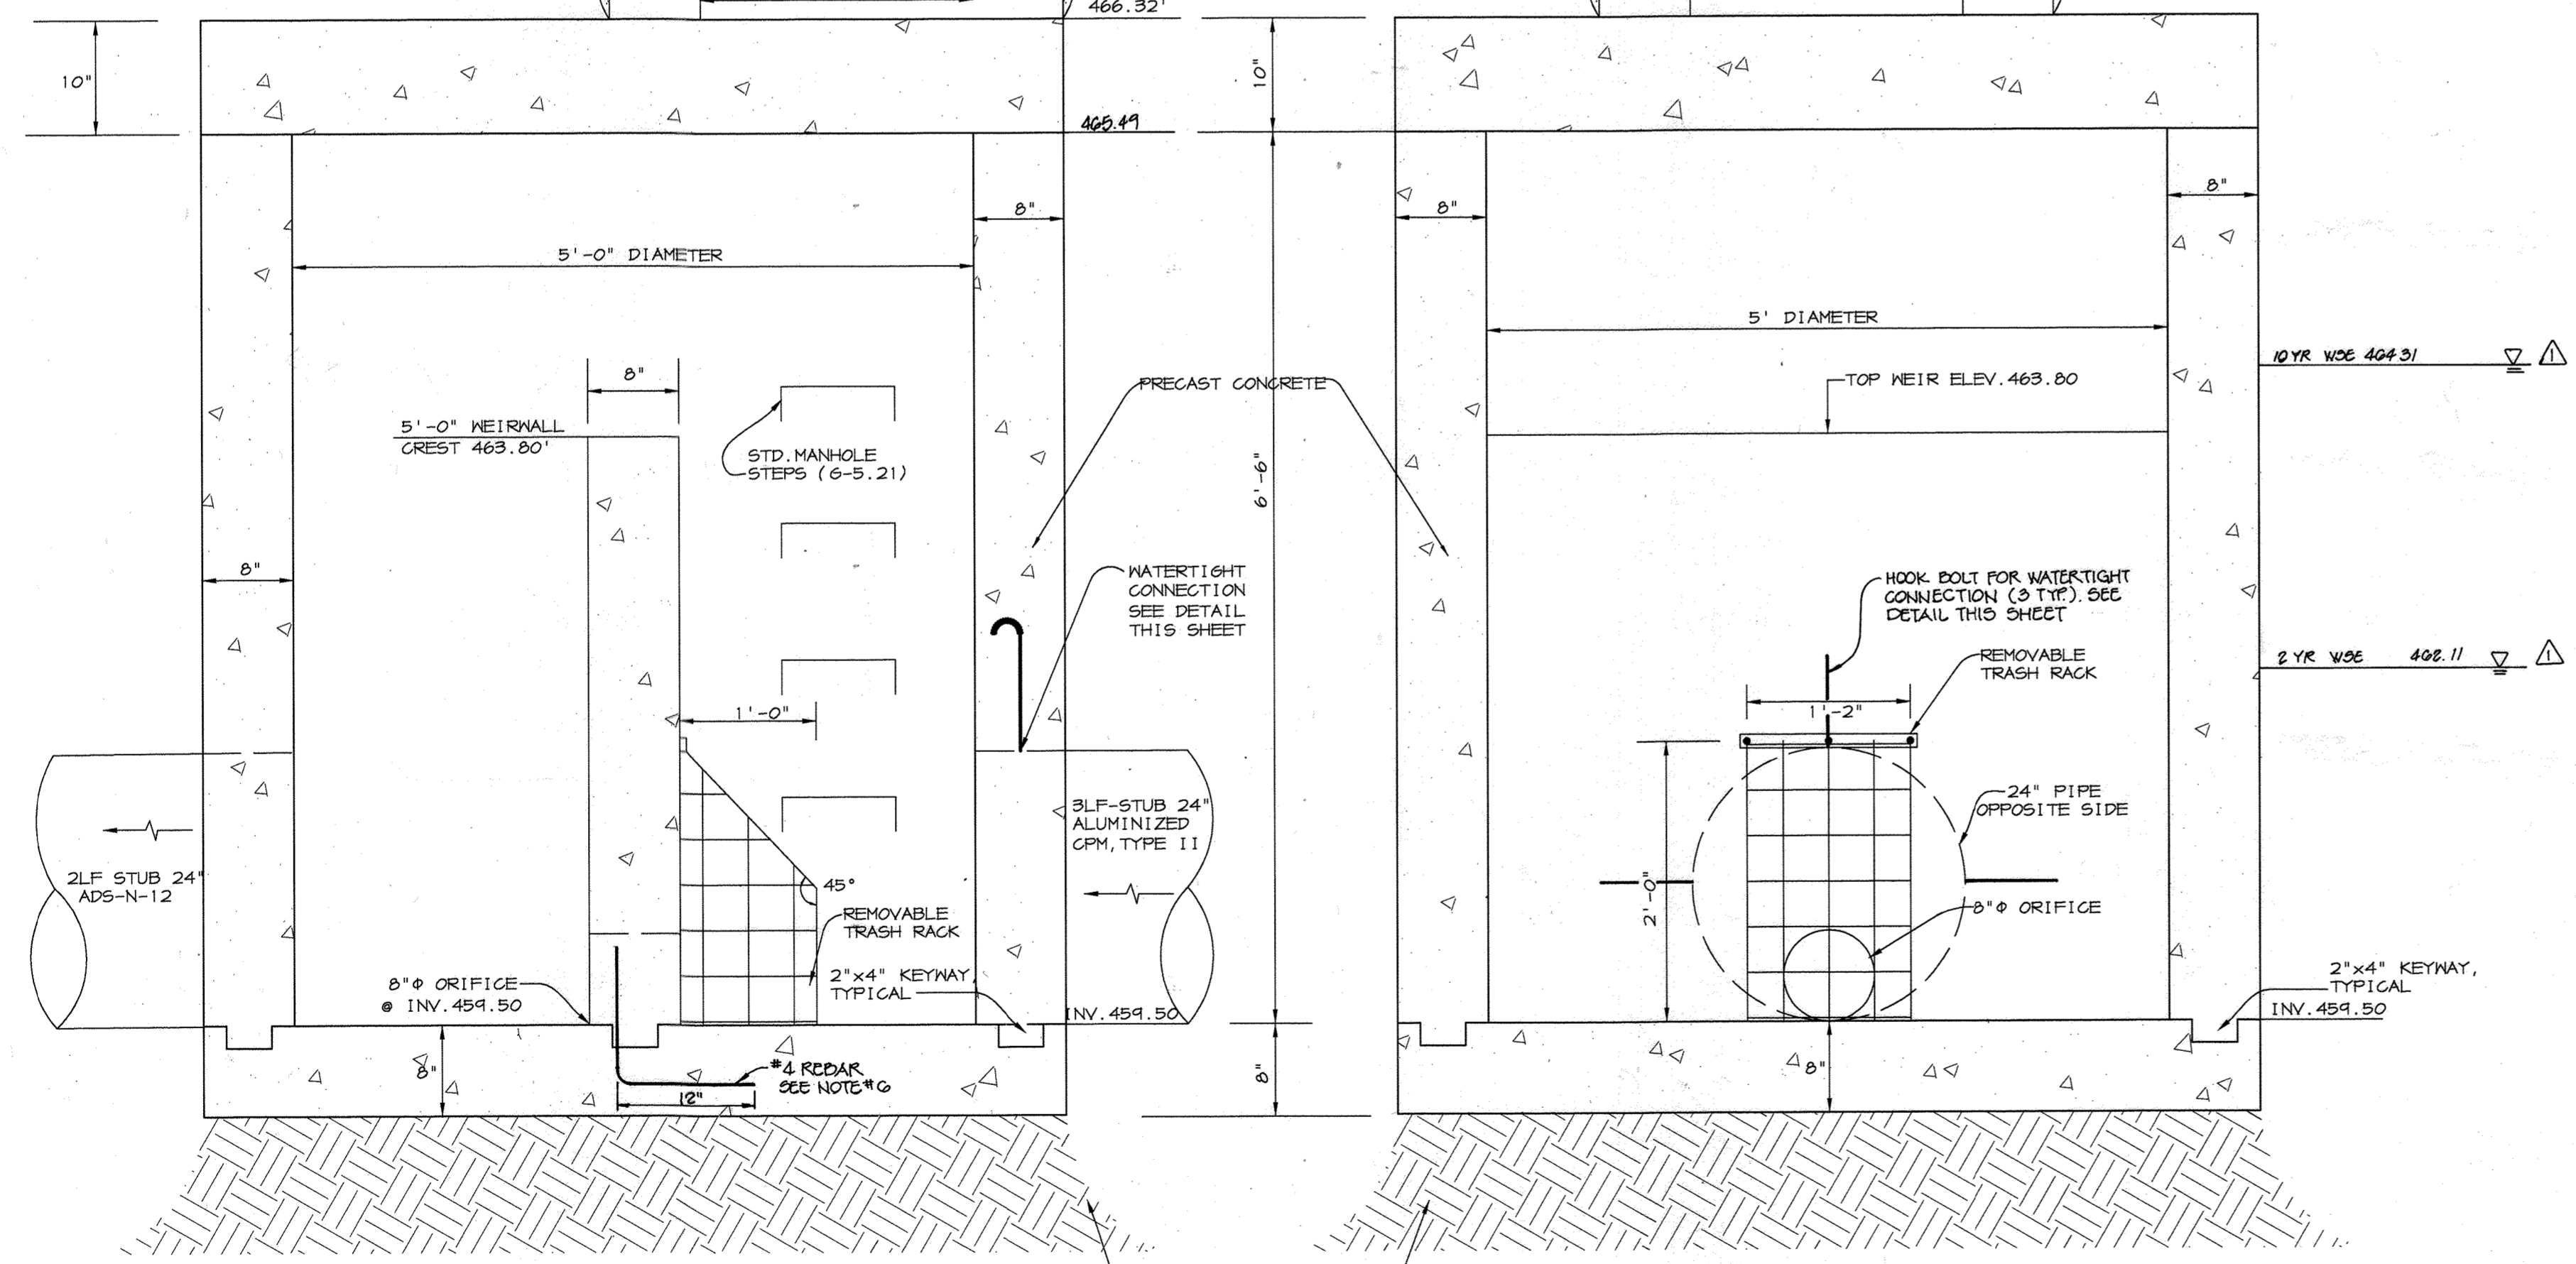 466.32'
10"
10"
465.49
8"
8"
8"
5'-0" DIAMETER
5' DIAMETER
10 YR WSE 464.31
1
8"
PRECAST CONCRETE
TOP WEIR ELEV. 463.80
5'-0" WEIRWALL
CREST 463.80'
STD. MANHOLE
STEPS (G-5.21)
6'-6"
8"
WATERTIGHT
CONNECTION
SEE DETAIL
THIS SHEET
HOOK BOLT FOR WATERTIGHT
CONNECTION (3 TYP.). SEE
DETAIL THIS SHEET
2 YR WSE 462.11
1
REMOVABLE
TRASH RACK
1'-0"
1'-2"
3LF-STUB 24"
ALUMINIZED
CPM, TYPE II
24" PIPE
OPPOSITE SIDE
2LF STUB 24"
ADS-N-12
45°
2'-0"
REMOVABLE
TRASH RACK
8"Φ ORIFICE
8"Φ ORIFICE
@ INV. 459.50
2"x4" KEYWAY,
TYPICAL
INV. 459.50
2"x4" KEYWAY,
TYPICAL
INV. 459.50
8"
#4 REBAR
SEE NOTE #6
12"
8"
8"